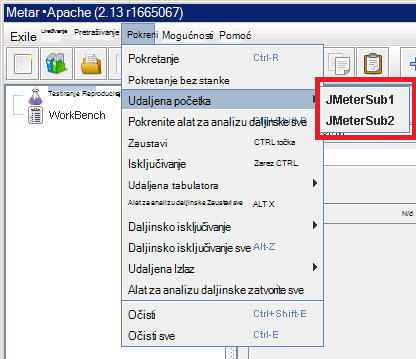 Metar •Apache (2.13 r1665067)
Exile Uređivanje Pretraživanje Pokreni Mogućnosti Pomoć
Testiranje Reproducira
WorkBench
Pokretanje Ctrl-R
Pokretanje bez stanke
Udaljena početka
JMeterSub1
JMeterSub2
Pokrenite alat za analizu daljinske sve
Zaustavi CTRL točka
Isključivanje Zarez CTRL.
Udaljena tabulatora
Alat za analizu daljinske Zaustavi sve ALT X
Daljinsko isključivanje
Daljinsko isključivanje sve Alt-Z
Udaljena Izlaz
Alat za analizu daljinske zatvorite sve
Očisti Ctrl+Shift-E
Očisti sve Ctrl-E
N/d